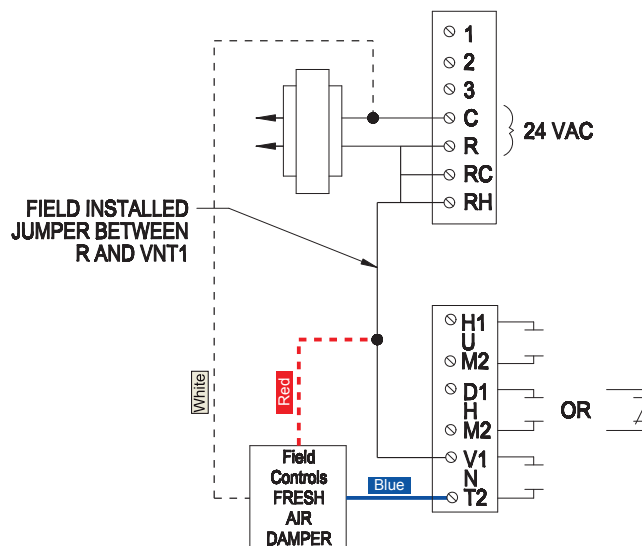 1
2
3
C
R
RC
RH
24 VAC
FIELD INSTALLED
JUMPER BETWEEN
R AND VNT1
White
Red
H1
U
M2
D1
H
M2
OR
V1
N
T2
Blue
Field
Controls
FRESH
AIR
DAMPER